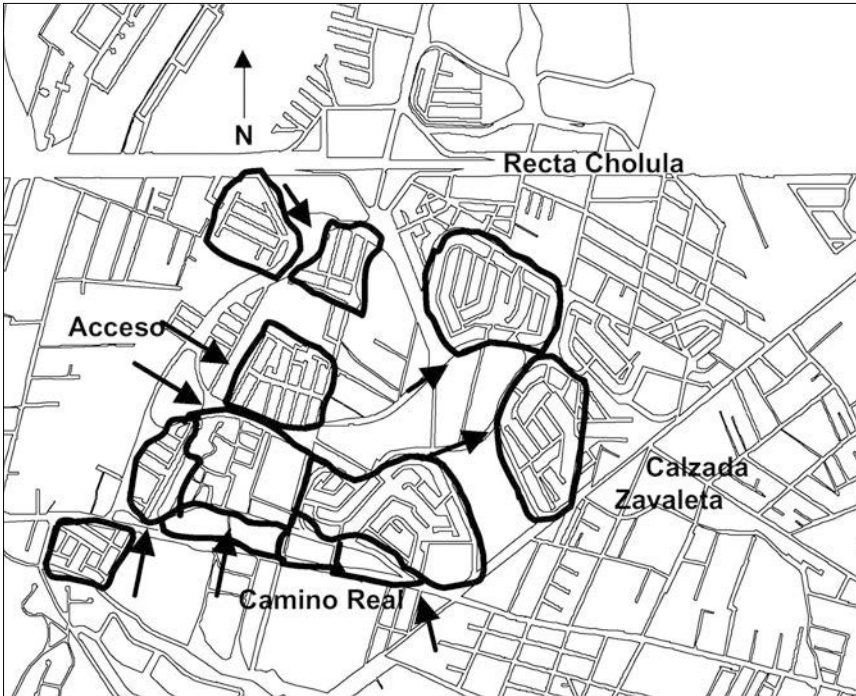 N
Recta Cholula
Acceso
Calzada
Zavaleta
Camino Real